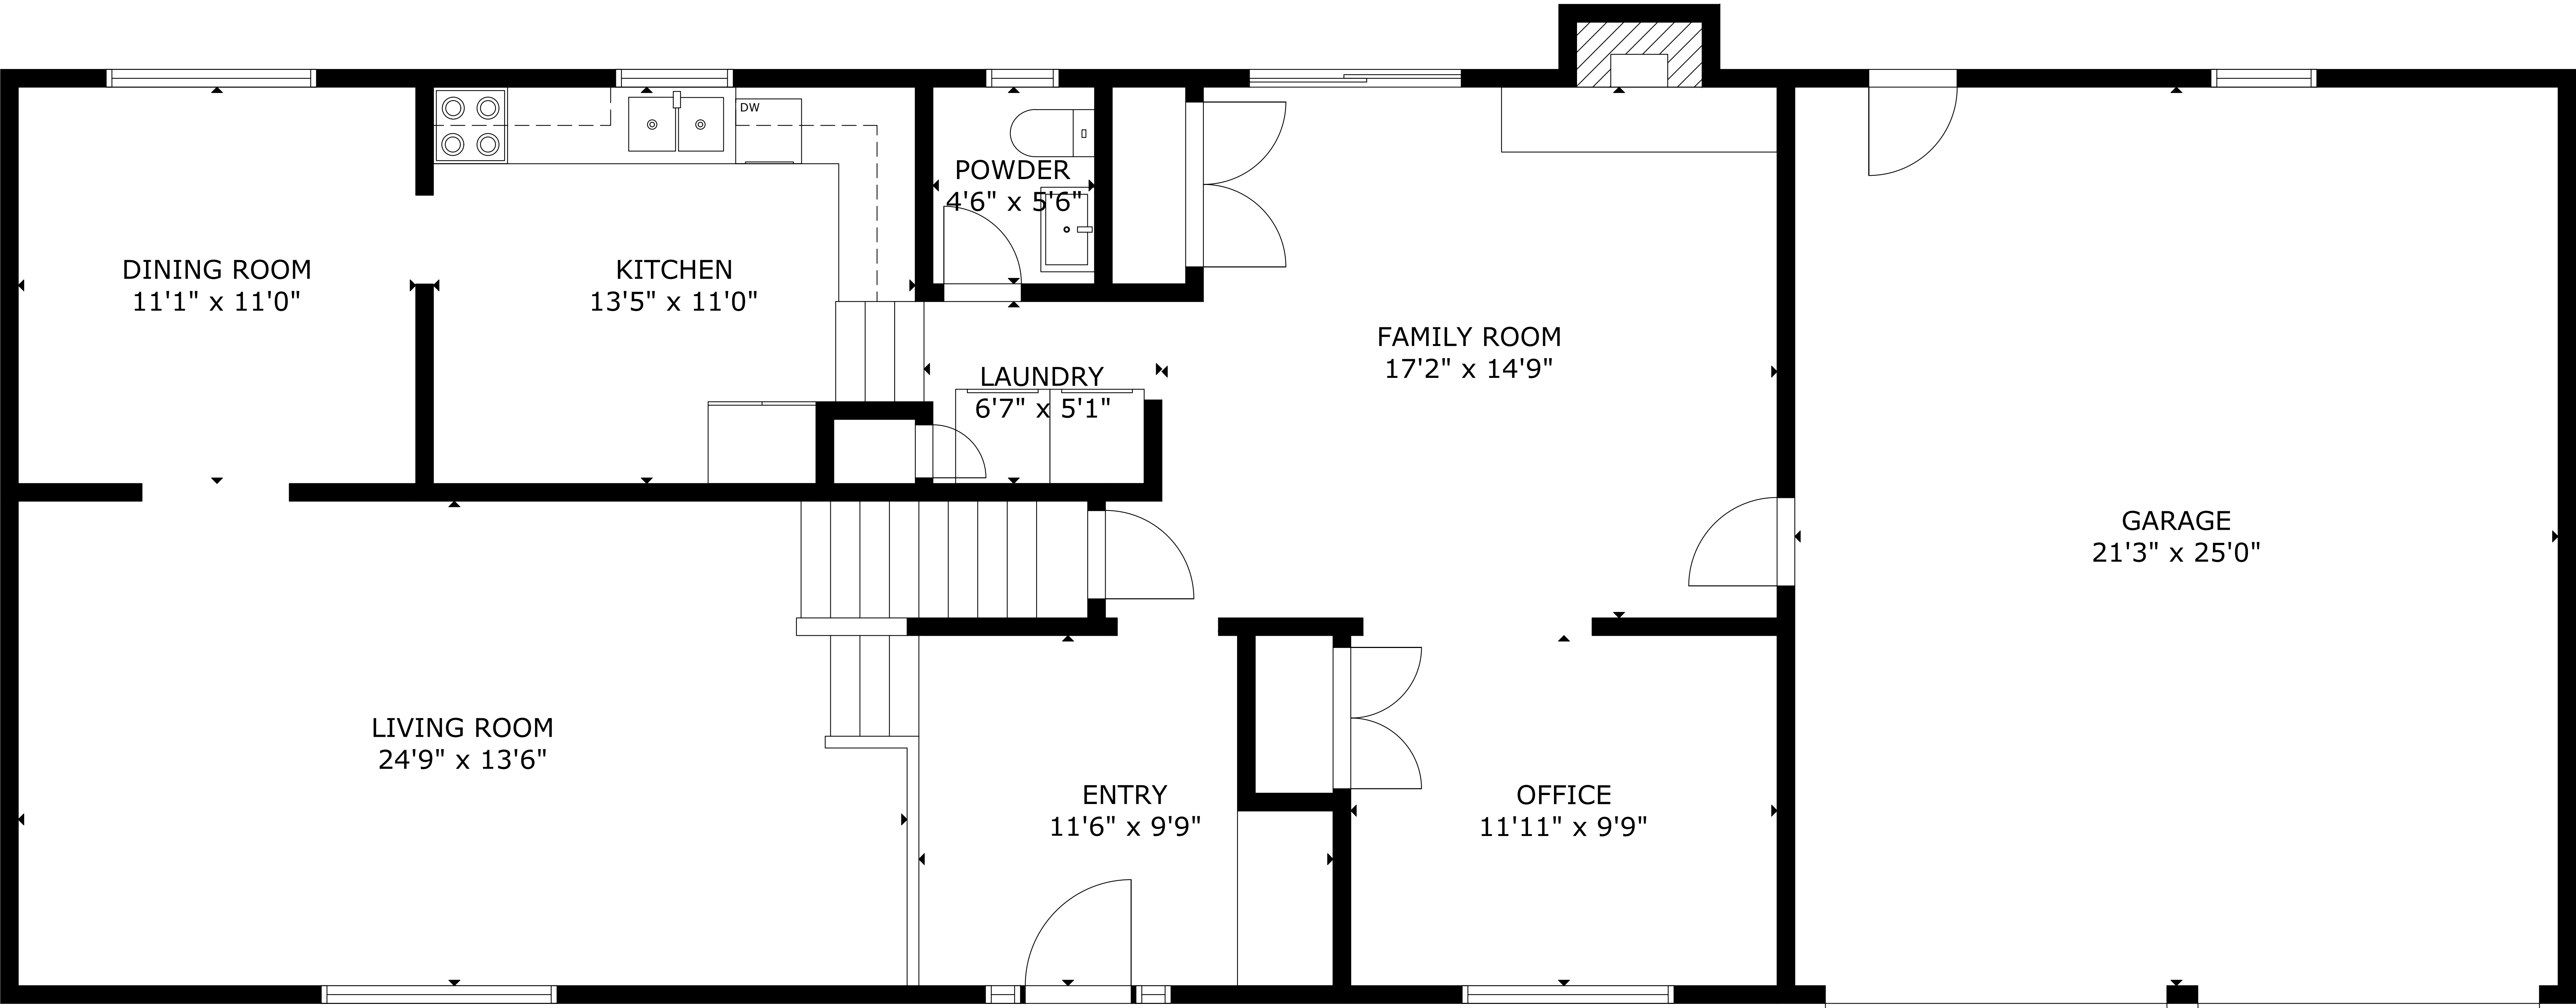 DW
POWDER
4'6" x 5'6"
DINING ROOM
11'1" x 11'0"
KITCHEN
13'5" x 11'0"
FAMILY ROOM
17'2" x 14'9"
LAUNDRY
6'7" x 5'1"
GARAGE
21'3" x 25'0"
LIVING ROOM
24'9" x 13'6"
ENTRY
11'6" x 9'9"
OFFICE
11'11" x 9'9"